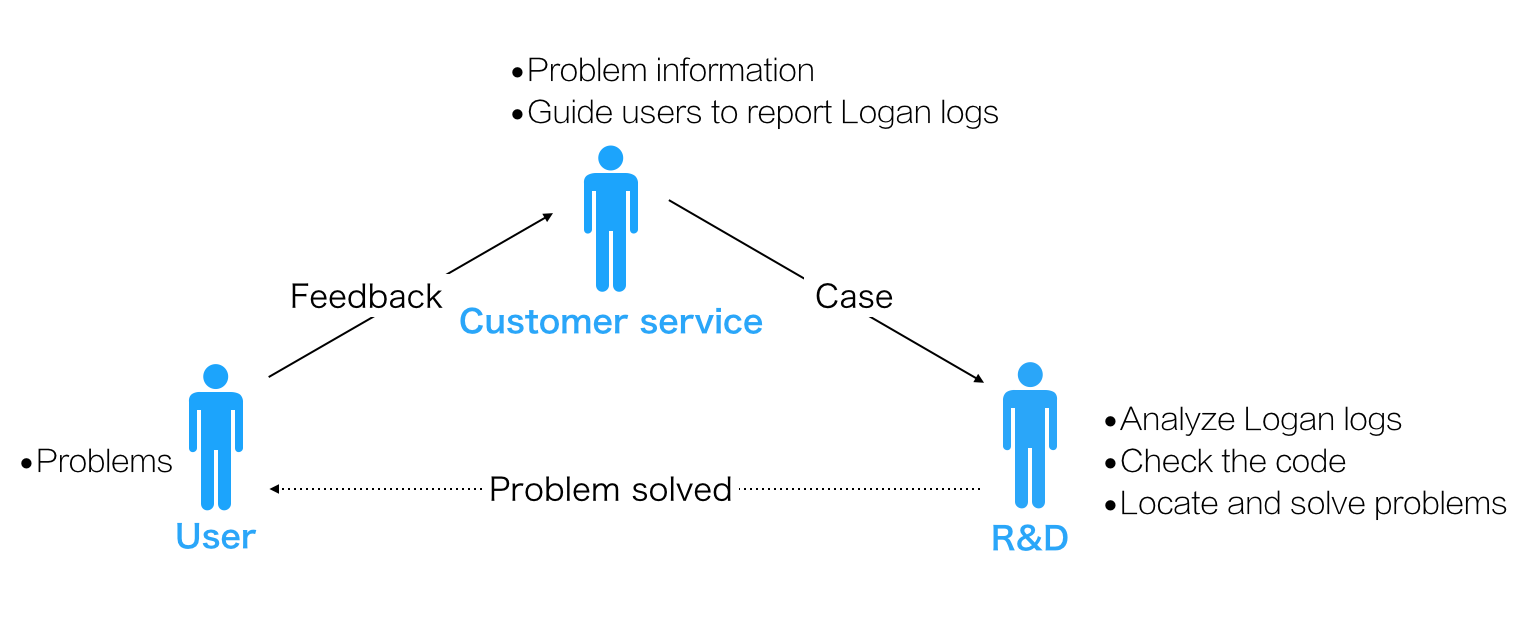 •Problem information
•Guide users to report Logan logs
Feedback
Case
Customer service
•Problems
•Analyze Logan logs
•Check the code
•Locate and solve problems
Problem solved
User
R&D